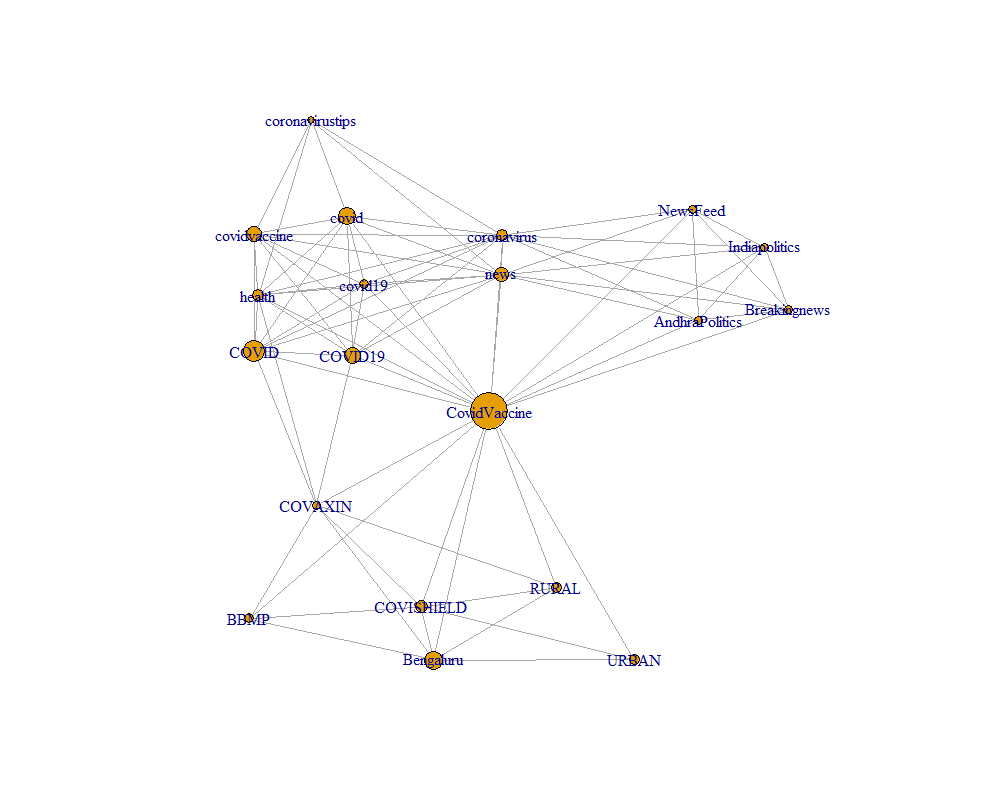 coronavirustips
covid
NewsFeed
covidvaccine
coronavirus
Indiapolitics
news
covid19
health
Breakingnews
AndhraPolitics
COVID
COVID19
CovidVaccine
COVAXIN
RURAL
COVISHIELD
BBMP
Bengaluru
URBAN